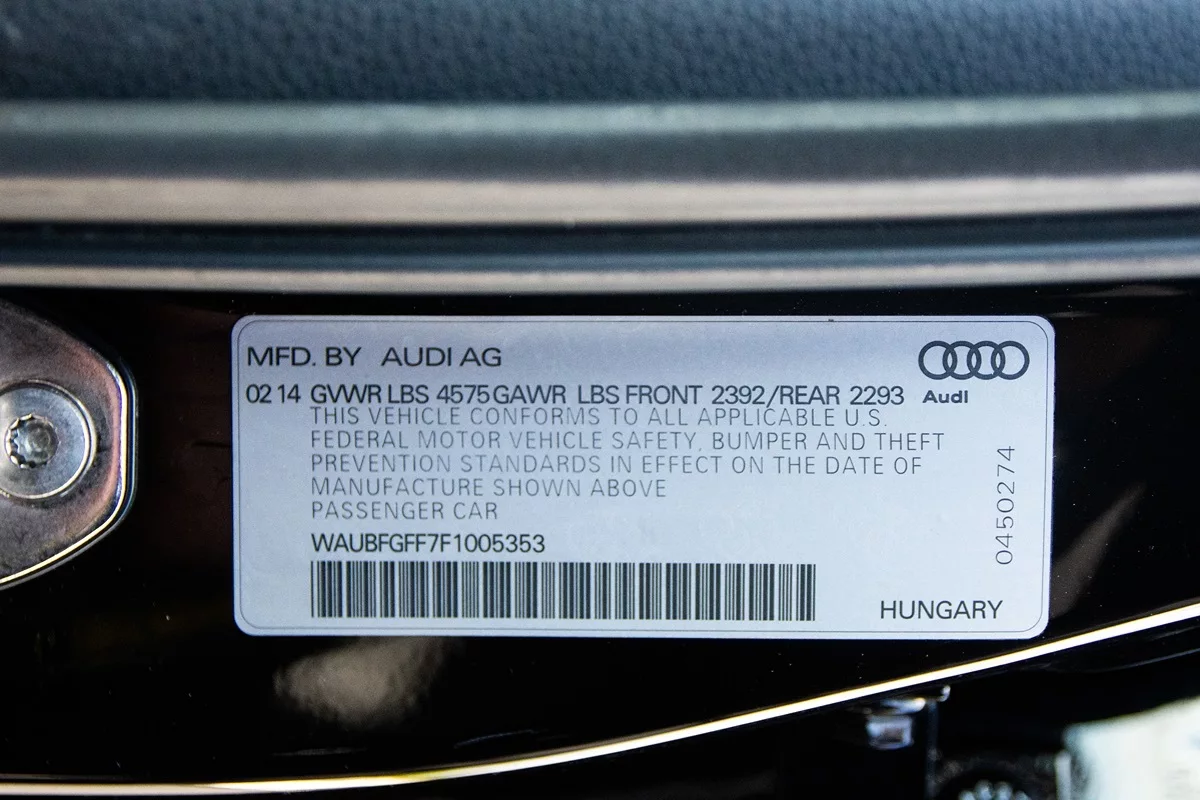 MFD. BY AUDI AG
02 14 GVWR LBS 4575 GAWR LBS FRONT 2392/REAR 2293
Audi
THIS VEHICLE CONFORMS TO ALL APPLICABLE U.S.
FEDERAL MOTOR VEHICLE SAFETY, BUMPER AND THEFT
PREVENTION STANDARDS IN EFFECT ON THE DATE OF
MANUFACTURE SHOWN ABOVE
PASSENGER CAR
WAUBFGFF7F1005353
0450274
HUNGARY